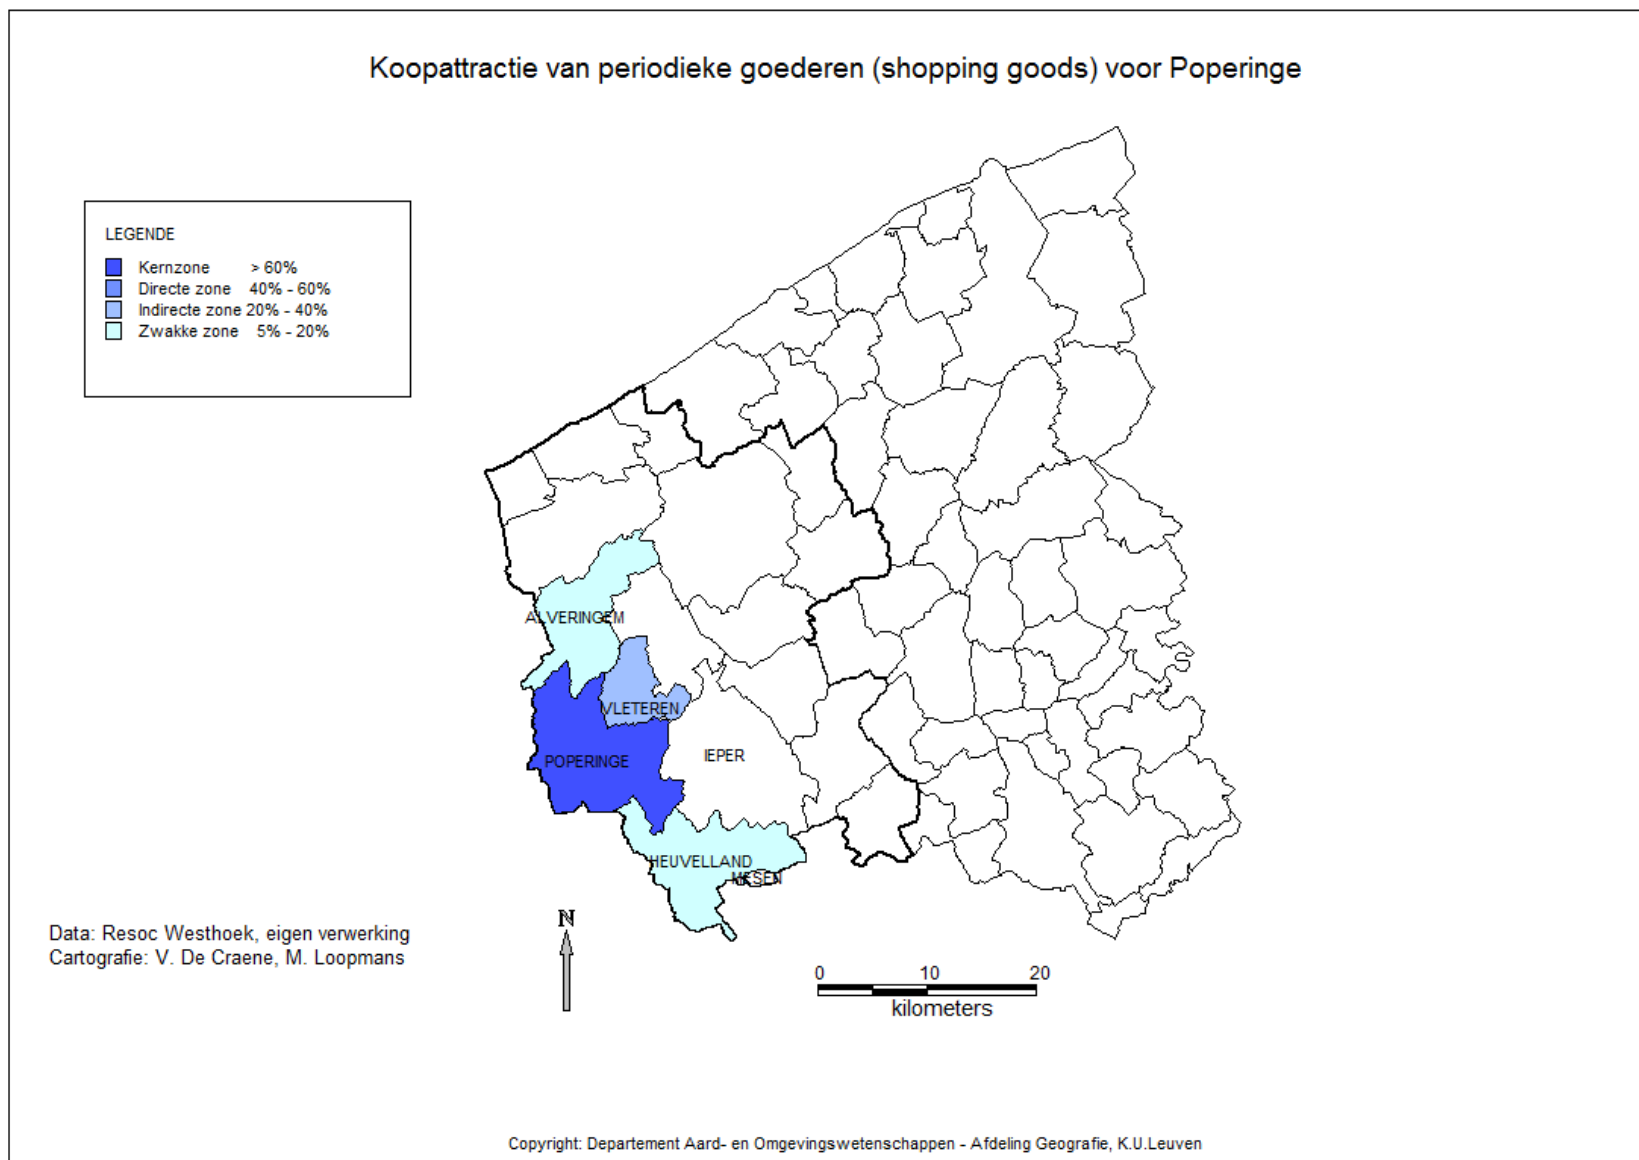 Koopattractie van periodieke goederen (shopping goods) voor Poperinge
LEGENDE
Kernzone > 60%
Directe zone 40% - 60%
Indirecte zone 20% - 40%
Zwakke zone 5% - 20%
ALVERINGEM
VLETEREN
POPERINGE
IEPER
HEUVELLAND
MESEN
N
Data: Resoc Westhoek, eigen verwerking
Cartografie: V. De Craene, M. Loopmans
0 10 20
kilometers
Copyright: Departement Aard- en Omgevingswetenschappen - Afdeling Geografie, K.U.Leuven